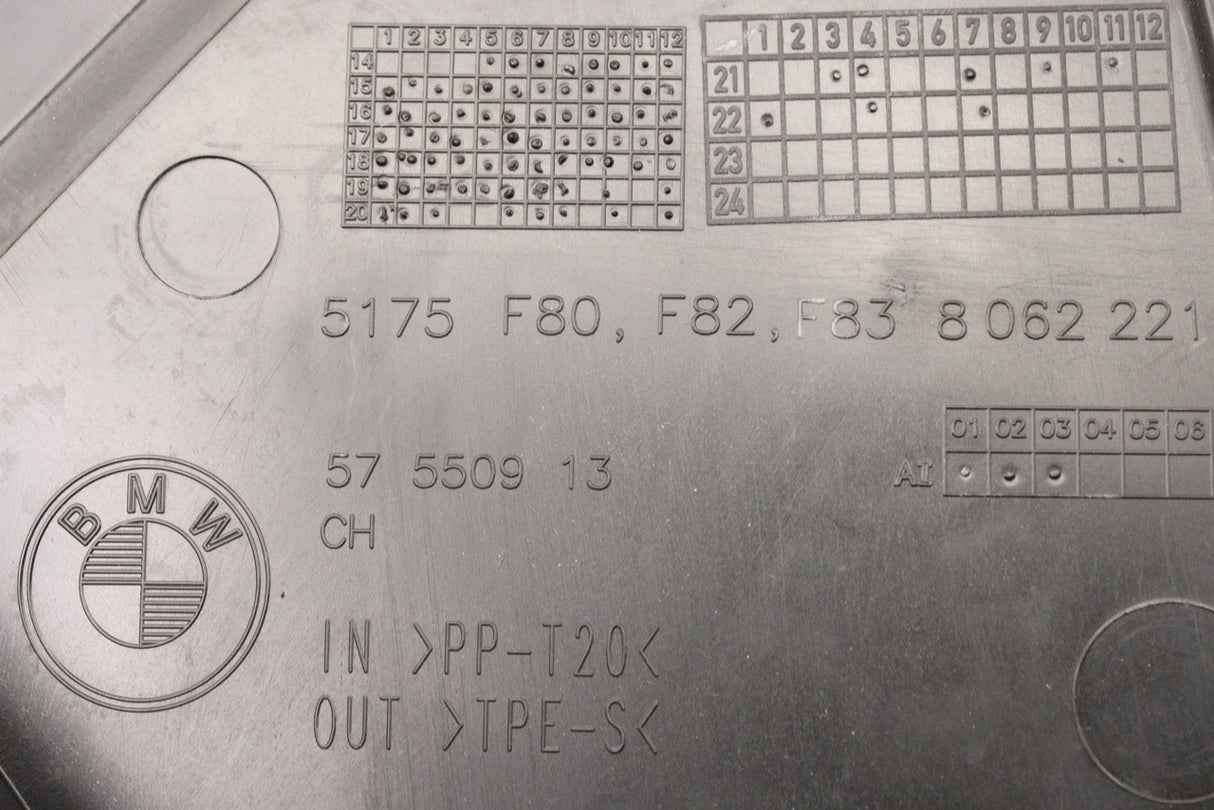 1 2 3 4 5 6 7 8 9 10 11 12
14
15
16
17
18
19
20
1 2 3 4 5 6 7 8 9 10 11 12
21
22
23
24
5175 F80, F82, F83 8 062 221
01 02 03 04 05 06
AI
57 5509 13
CH
BMW
IN >PP-T20<
OUT >TPE-S<